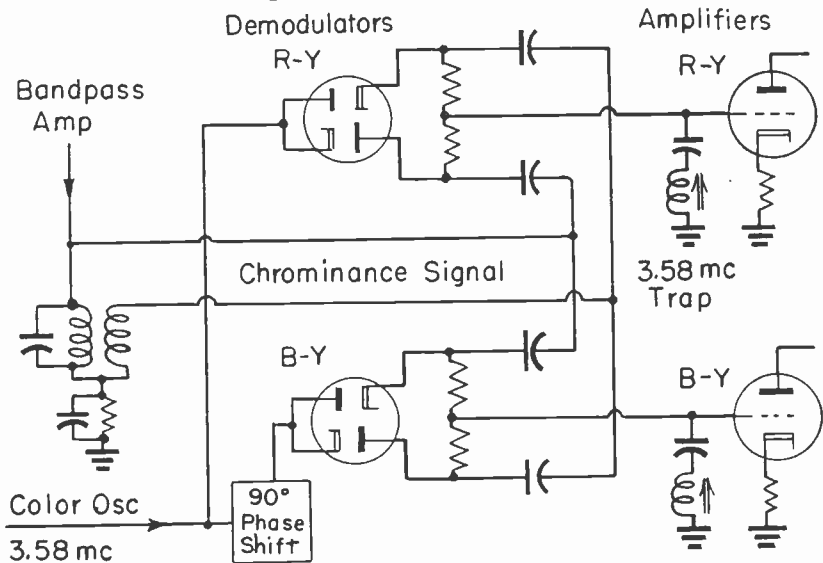 Demodulators
R-Y
Amplifiers
R-Y
Bandpass
Amp
Chrominance Signal
3.58 mc
Trap
B-Y
B-Y
Color Osc
3.58 mc
90°
Phase
Shift